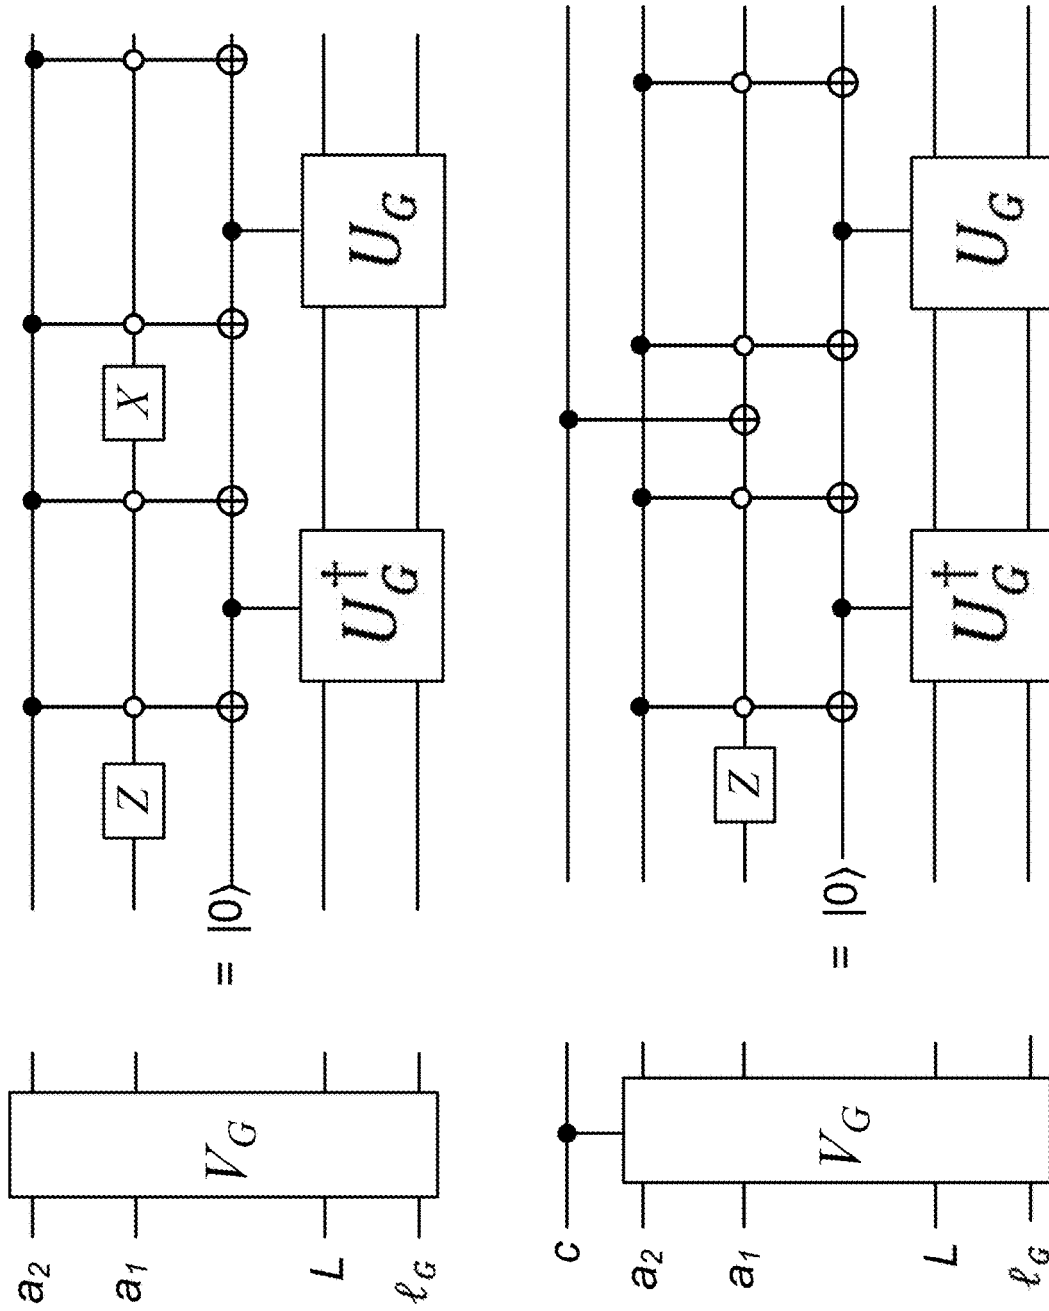 a₂
a₁
L
ℓ_G
V_G
= |0⟩
Z
U_G†
X
U_G
c
a₂
a₁
L
ℓ_G
V_G
= |0⟩
Z
U_G†
U_G